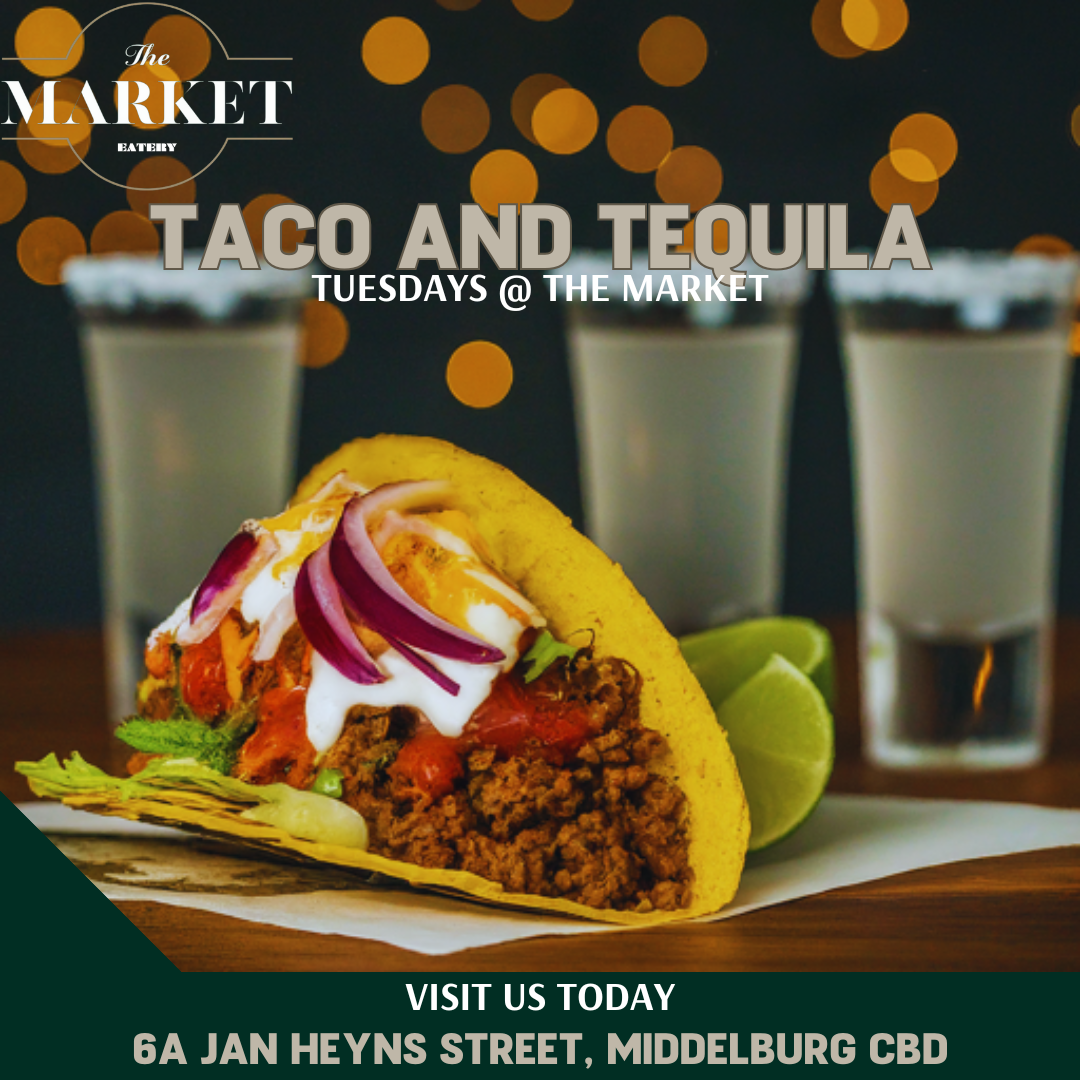 The
MARKET
EATERY
TACO AND TEQUILA
TUESDAYS @ THE MARKET
VISIT US TODAY
6A JAN HEYNS STREET, MIDDELBURG CBD